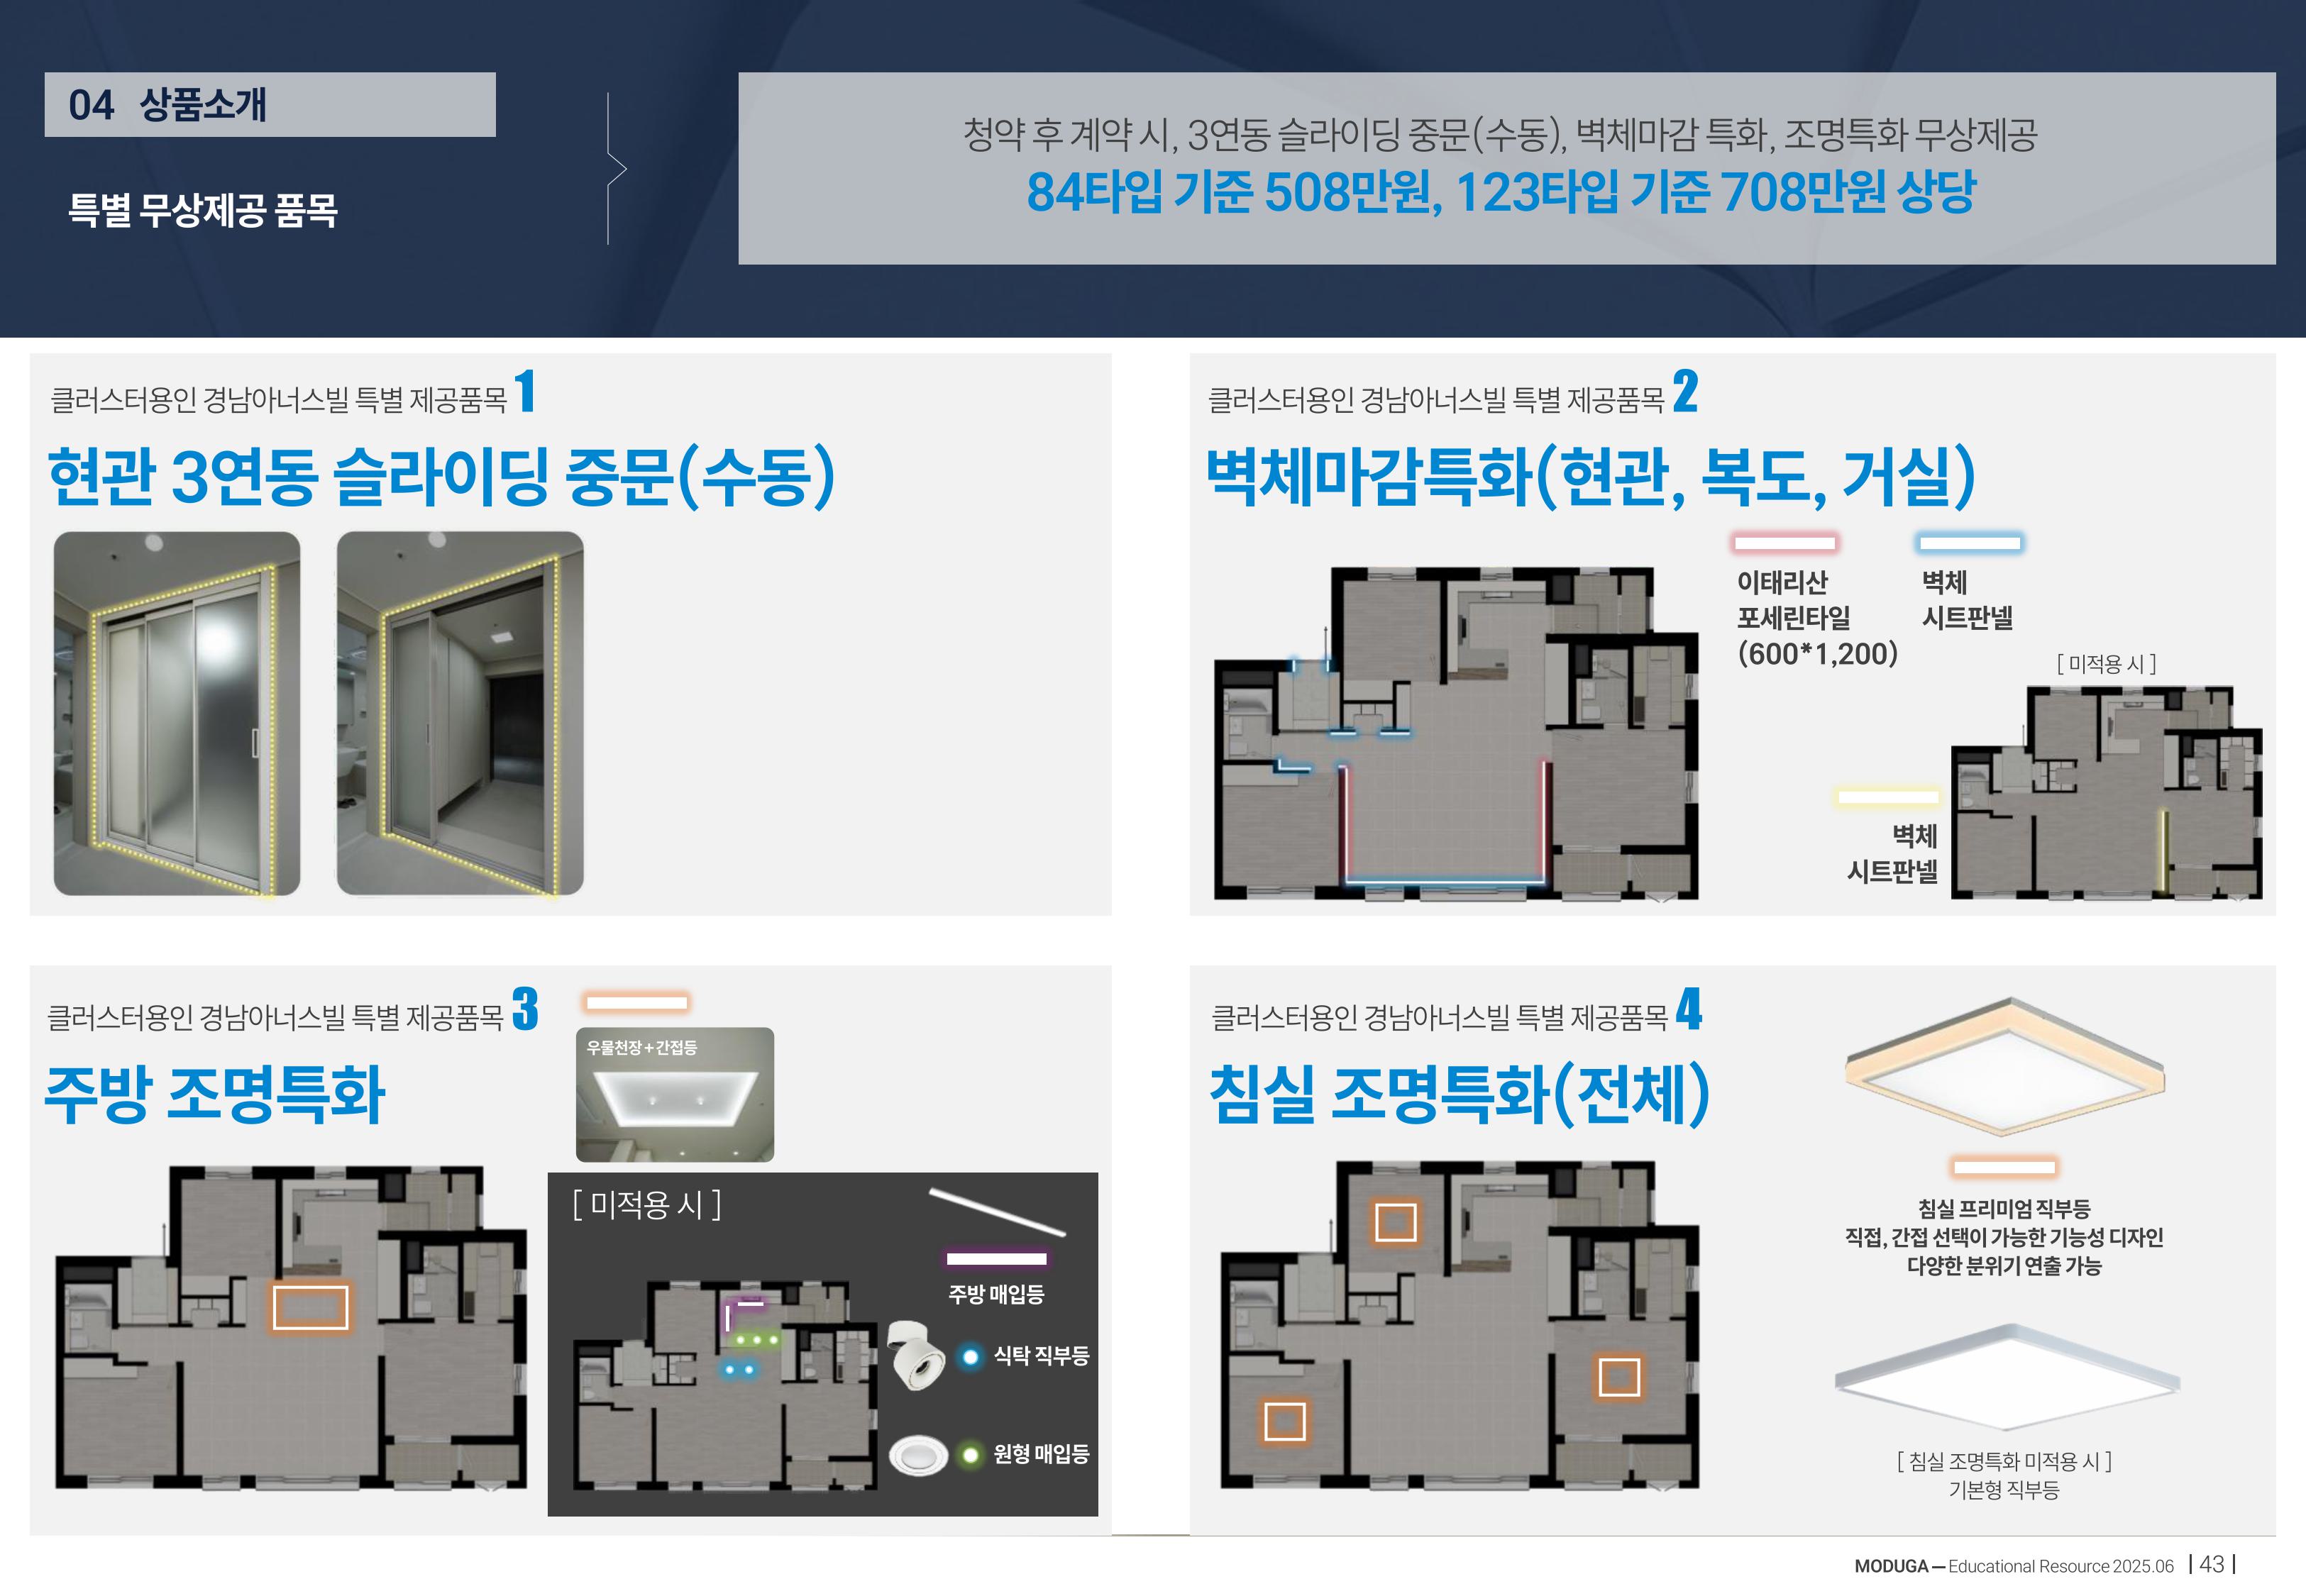 04 상품소개
특별 무상제공 품목
청약 후 계약 시, 3연동 슬라이딩 중문(수동), 벽체마감 특화, 조명특화 무상제공
84타입 기준 508만원, 123타입 기준 708만원 상당
클러스터용인 경남아너스빌 특별 제공품목 1
현관 3연동 슬라이딩 중문(수동)
클러스터용인 경남아너스빌 특별 제공품목 2
벽체마감특화(현관, 복도, 거실)
이태리산
포세린타일
(600*1,200)
벽체
시트판넬
[ 미적용 시 ]
벽체
시트판넬
클러스터용인 경남아너스빌 특별 제공품목 3
주방 조명특화
우물천장+간접등
[ 미적용 시 ]
주방 매입등
식탁 직부등
원형 매입등
클러스터용인 경남아너스빌 특별 제공품목 4
침실 조명특화(전체)
침실 프리미엄 직부등
직접, 간접 선택이 가능한 기능성 디자인
다양한 분위기 연출 가능
[ 침실 조명특화 미적용 시 ]
기본형 직부등
MODUGA — Educational Resource 2025.06 | 43 |